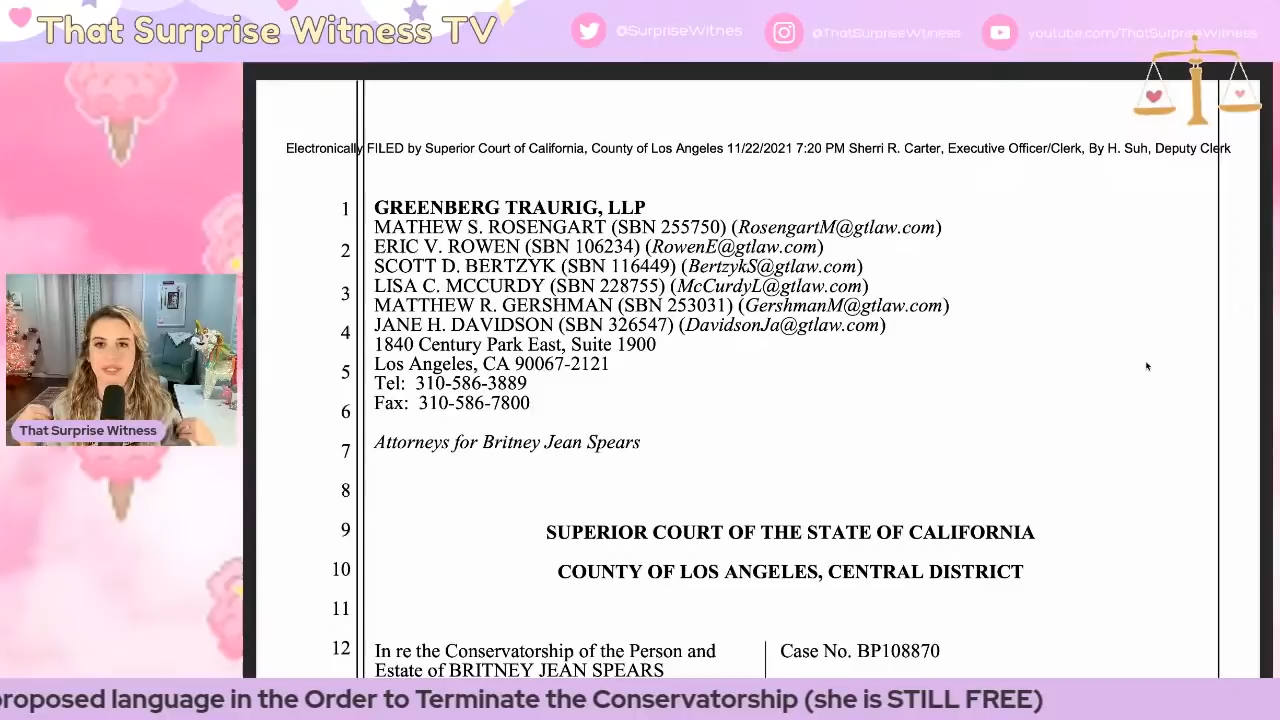 That Surprise Witness TV
@SurpriseWitnes
@ThatSurpriseWtiness
youtube.com/ThatSurpriseWitness
Electronically FILED by Superior Court of California, County of Los Angeles 11/22/2021 7:20 PM Sherri R. Carter, Executive Officer/Clerk, By H. Suh, Deputy Clerk
1 GREENBERG TRAURIG, LLP
MATHEW S. ROSENGART (SBN 255750) (RosengartM@gtlaw.com)
2 ERIC V. ROWEN (SBN 106234) (RowenE@gtlaw.com)
SCOTT D. BERTZYK (SBN 116449) (BertzykS@gtlaw.com)
3 LISA C. MCCURDY (SBN 228755) (McCurdyL@gtlaw.com)
MATTHEW R. GERSHMAN (SBN 253031) (GershmanM@gtlaw.com)
4 JANE H. DAVIDSON (SBN 326547) (DavidsonJa@gtlaw.com)
1840 Century Park East, Suite 1900
5 Los Angeles, CA 90067-2121
Tel: 310-586-3889
6 Fax: 310-586-7800
7 Attorneys for Britney Jean Spears
8
9 SUPERIOR COURT OF THE STATE OF CALIFORNIA
10 COUNTY OF LOS ANGELES, CENTRAL DISTRICT
11
12 In re the Conservatorship of the Person and Case No. BP108870
Estate of BRITNEY JEAN SPEARS
That Surprise Witness
proposed language in the Order to Terminate the Conservatorship (she is STILL FREE)